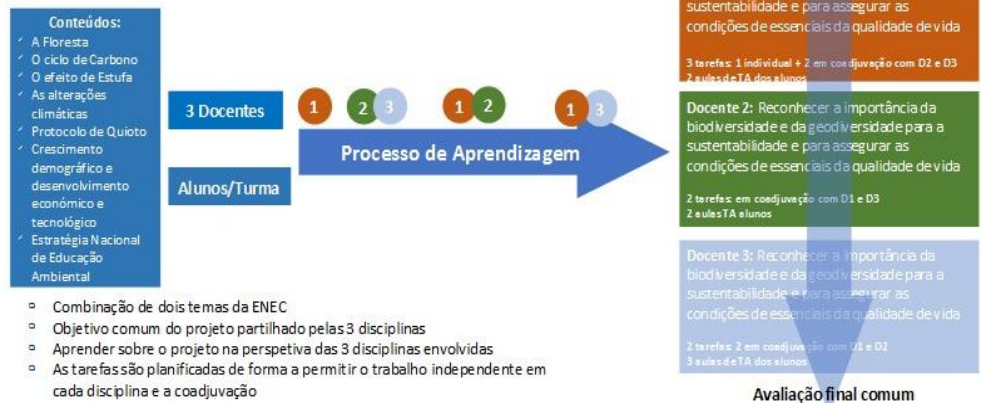 Conteúdos:
✓ A Floresta
✓ O ciclo de Carbono
✓ O efeito de Estufa
✓ As alterações
climáticas
✓ Protocolo de Quioto
✓ Crescimento
demográfico e
desenvolvimento
económico e
tecnológico
✓ Estratégia Nacional
de Educação
Ambiental
3 Docentes
Alunos/Turma
1 2 3 1 2 1 3
Processo de Aprendizagem
▫ Combinação de dois temas da ENEC
▫ Objetivo comum do projeto partilhado pelas 3 disciplinas
▫ Aprender sobre o projeto na perspetiva das 3 disciplinas envolvidas
▫ As tarefas são planificadas de forma a permitir o trabalho independente em
cada disciplina e a coadjuvação
sustentabilidade e para assegurar as
condições de essenciais da qualidade de vida
3 tarefas: 1 individual + 2 em coadjuvação com D2 e D3
2 aulas de TA dos alunos
Docente 2: Reconhecer a importância da
biodiversidade e da geodiversidade para a
sustentabilidade e para assegurar as
condições de essenciais da qualidade de vida
2 tarefas: em coadjuvação com D1 e D3
2 aulas TA alunos
Docente 3: Reconhecer a importância da
biodiversidade e da geodiversidade para a
sustentabilidade e para assegurar as
condições de essenciais da qualidade de vida
2 tarefas: 2 em coadjuvação com D1 e D2
3 aulas de TA dos alunos
Avaliação final comum